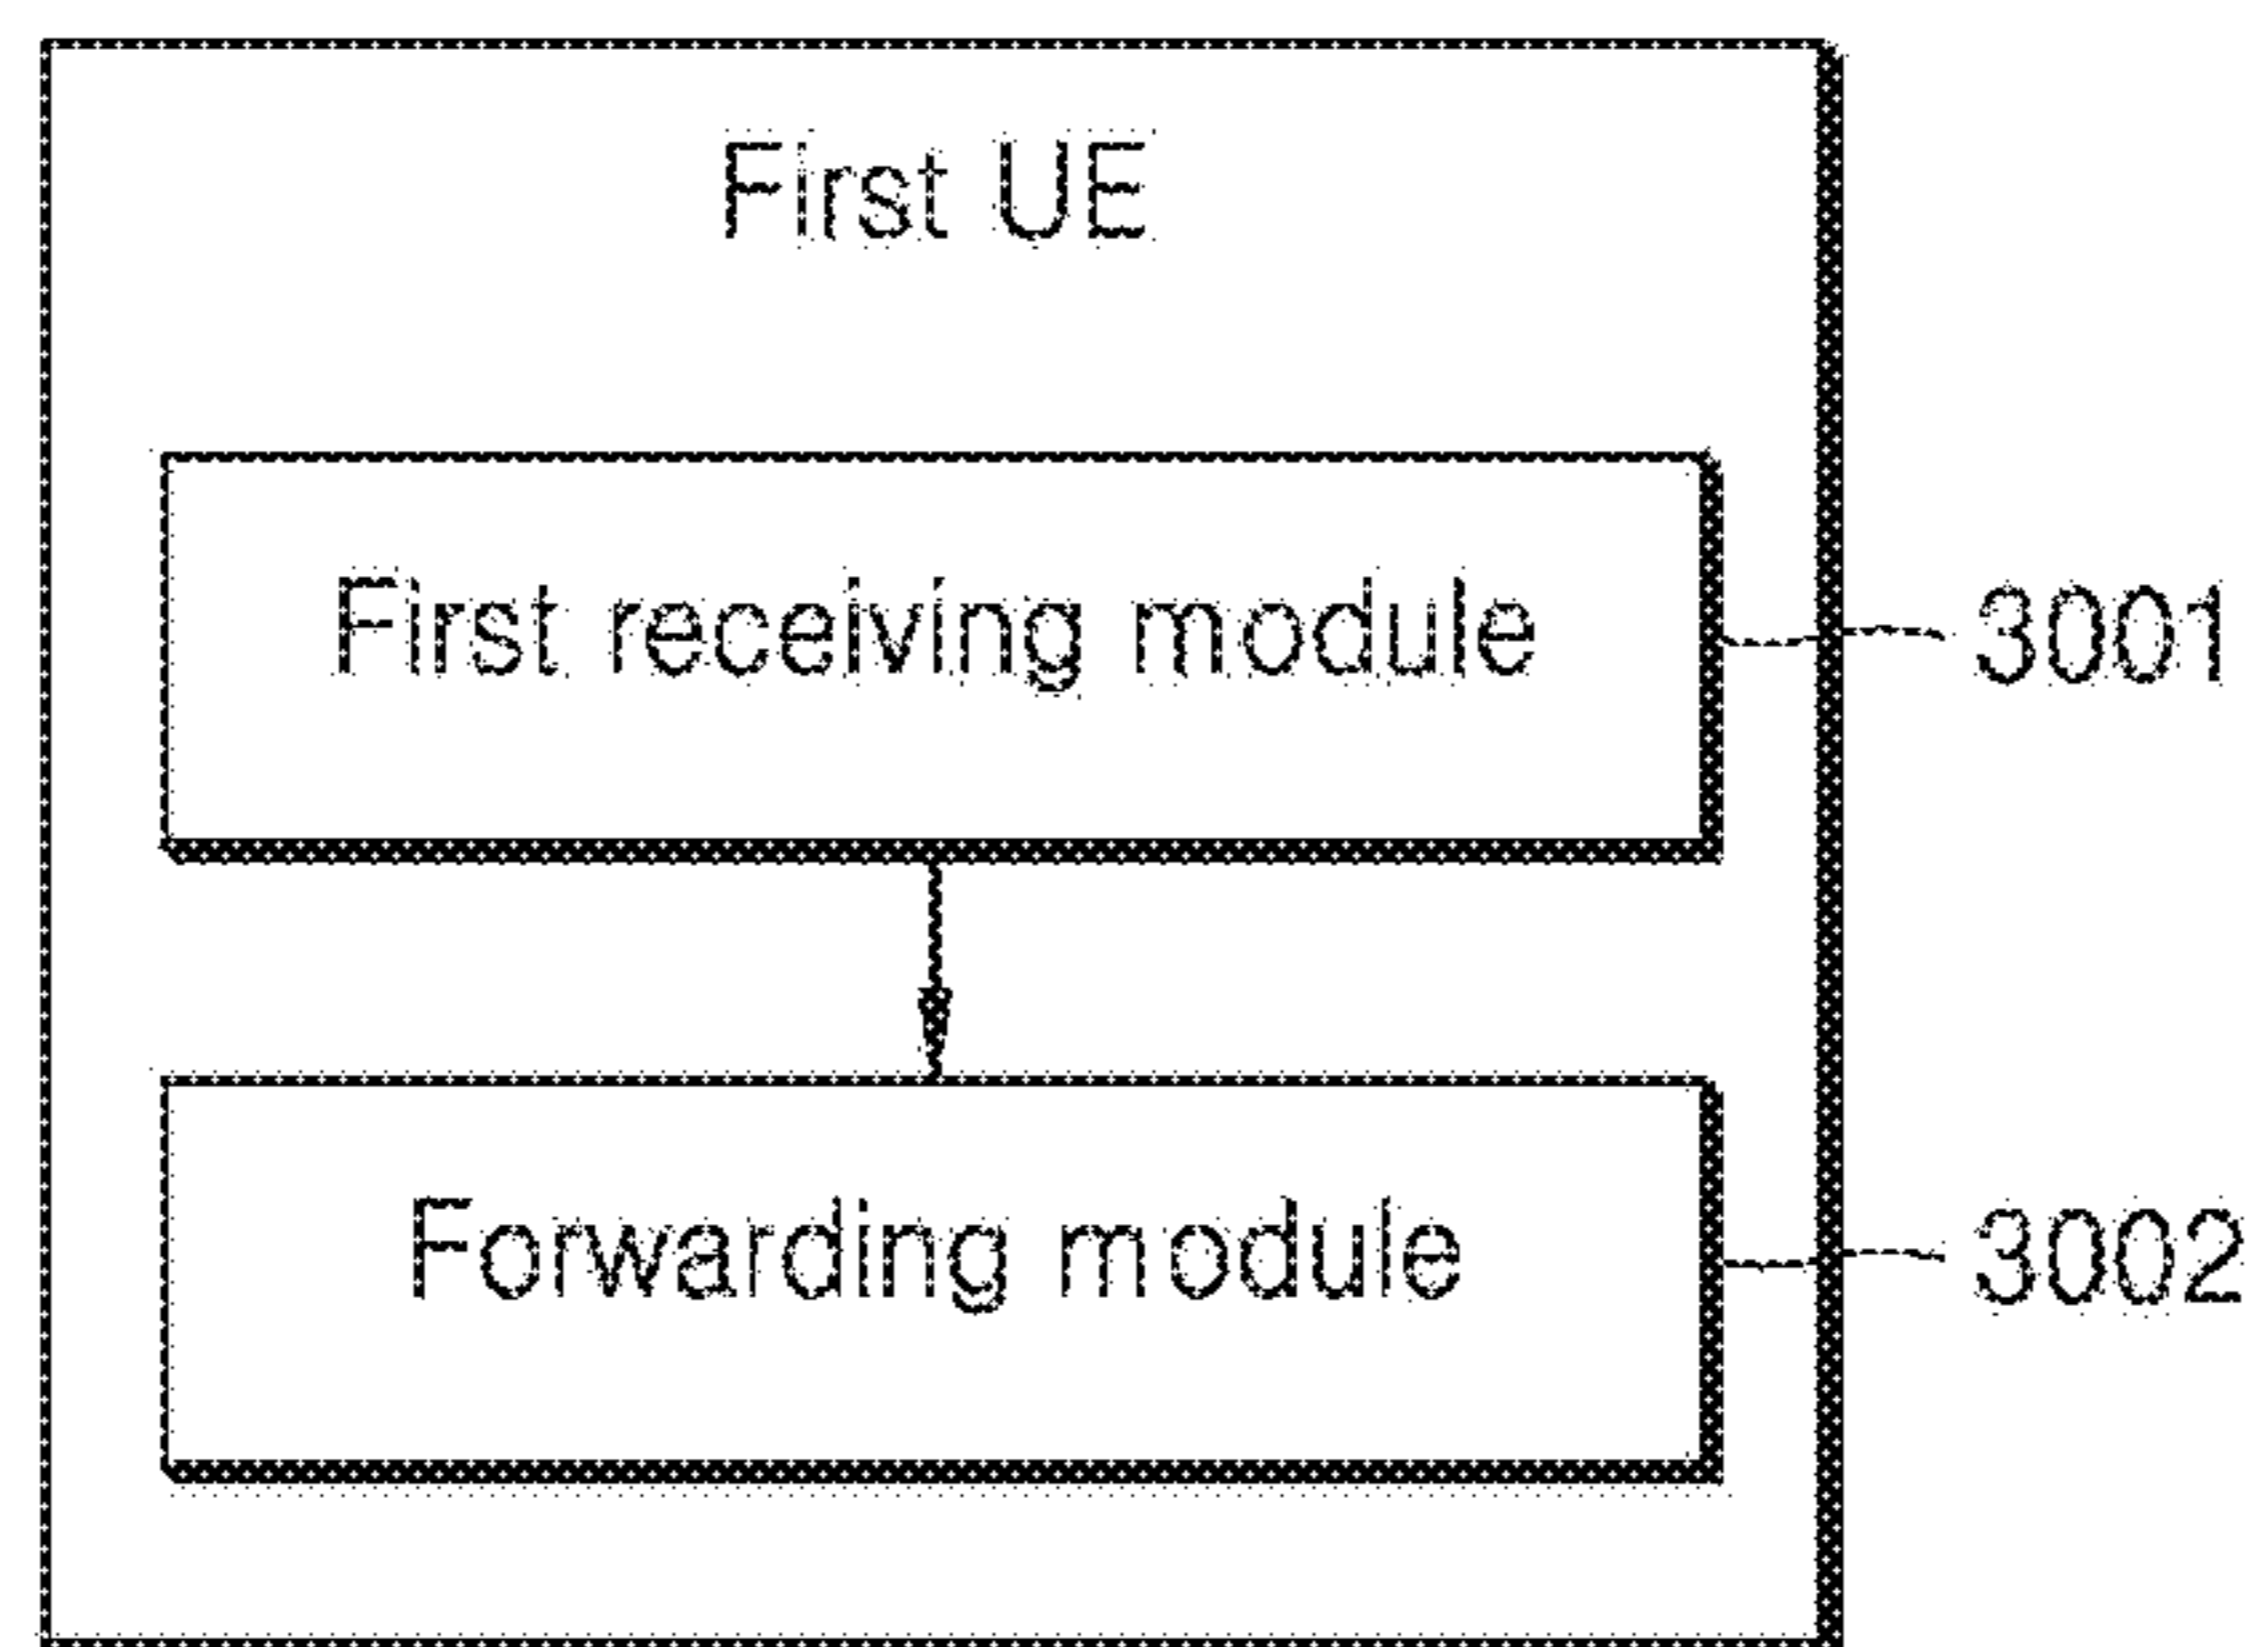 First UE
First receiving module
3001
Forwarding module
3002